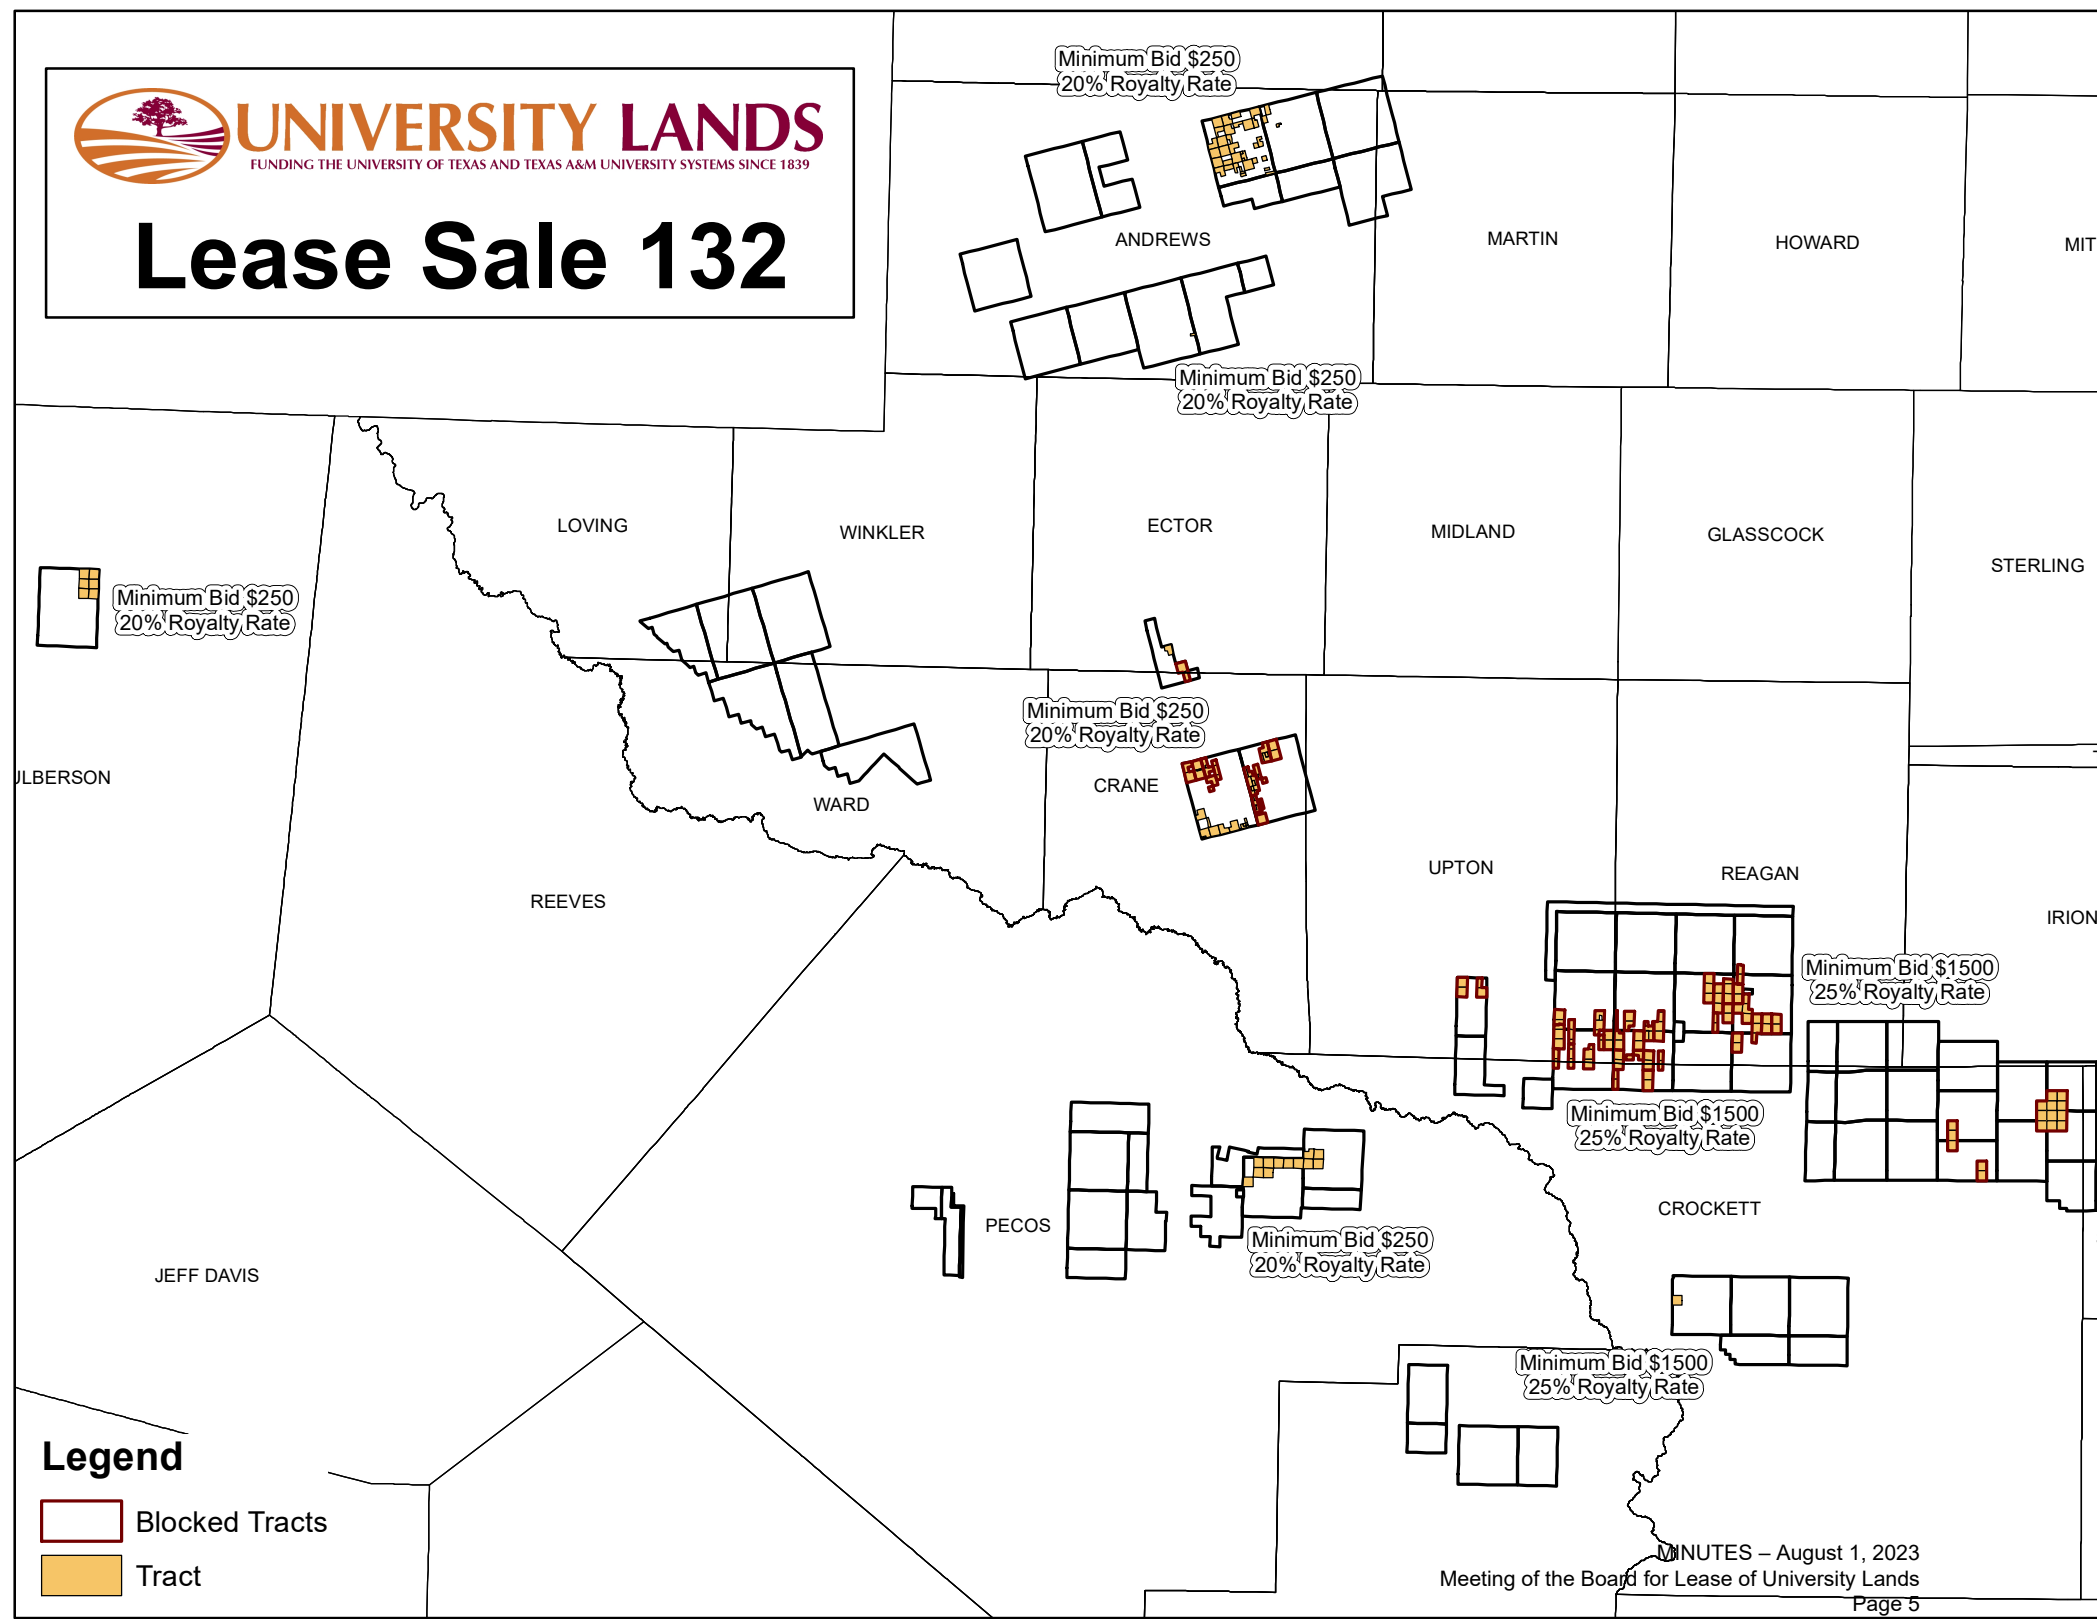 UNIVERSITY LANDS
FUNDING THE UNIVERSITY OF TEXAS AND TEXAS A&M UNIVERSITY SYSTEMS SINCE 1839
Lease Sale 132
Minimum Bid $250
20% Royalty Rate
ANDREWS
MARTIN
HOWARD
MIT
Minimum Bid $250
20% Royalty Rate
LOVING
WINKLER
ECTOR
MIDLAND
GLASSCOCK
STERLING
Minimum Bid $250
20% Royalty Rate
Minimum Bid $250
20% Royalty Rate
ULBERSON
WARD
CRANE
UPTON
REAGAN
REEVES
IRION
Minimum Bid $1500
25% Royalty Rate
Minimum Bid $1500
25% Royalty Rate
PECOS
CROCKETT
Minimum Bid $250
20% Royalty Rate
JEFF DAVIS
Minimum Bid $1500
25% Royalty Rate
Legend
Blocked Tracts
Tract
MINUTES – August 1, 2023
Meeting of the Board for Lease of University Lands
Page 5